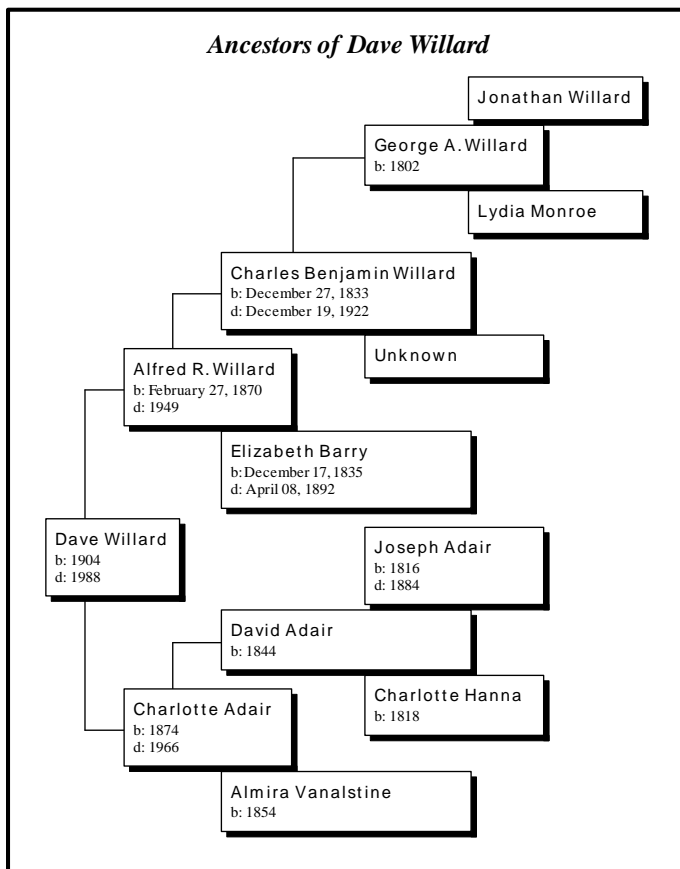 Ancestors of Dave Willard
Jonathan Willard
George A. Willard
b: 1802
Lydia Monroe
Charles Benjamin Willard
b: December 27, 1833
d: December 19, 1922
Unknown
Alfred R. Willard
b: February 27, 1870
d: 1949
Elizabeth Barry
b: December 17, 1835
d: April 08, 1892
Dave Willard
b: 1904
d: 1988
Joseph Adair
b: 1816
d: 1884
David Adair
b: 1844
Charlotte Hanna
b: 1818
Charlotte Adair
b: 1874
d: 1966
Almira Vanalstine
b: 1854